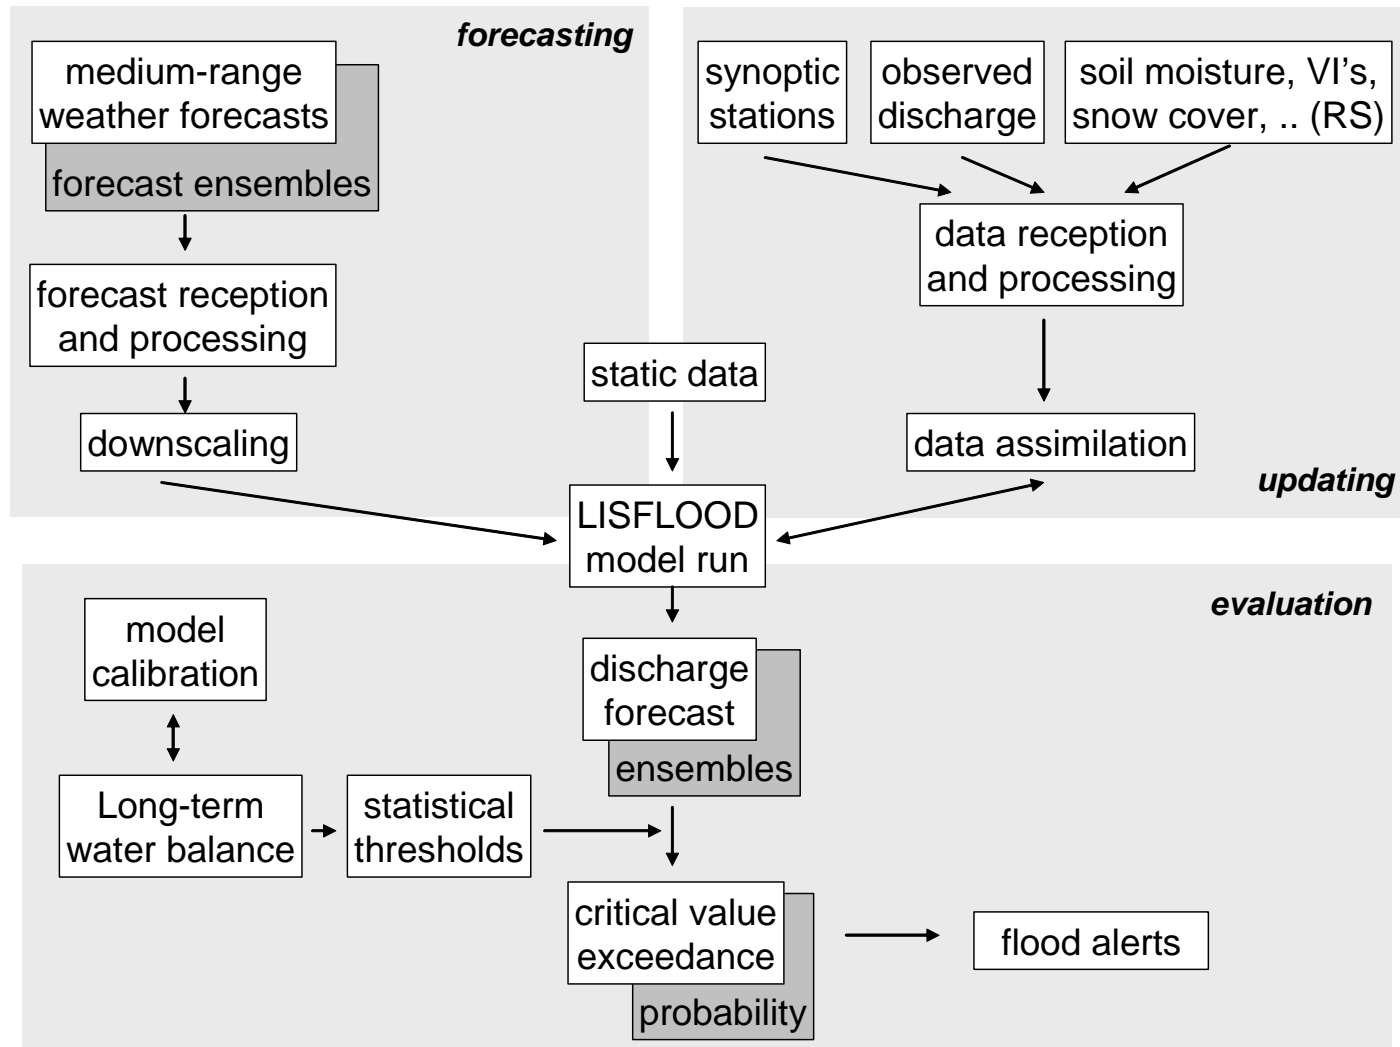 forecasting
medium-range
weather forecasts
forecast ensembles
forecast reception
and processing
downscaling
synoptic
stations
observed
discharge
soil moisture, VI's,
snow cover, .. (RS)
data reception
and processing
data assimilation
updating
static data
LISFLOOD
model run
evaluation
model
calibration
Long-term
water balance
statistical
thresholds
discharge
forecast
ensembles
critical value
exceedance
probability
flood alerts